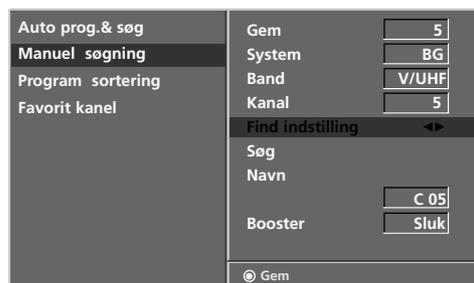 Auto prog.& søg
Manuel søgning
Program sortering
Favorit kanel
Gem 5
System BG
Band V/UHF
Kanal 5
Find indstilling ◀▶
Søg
Navn
C 05
Booster Sluk
Gem